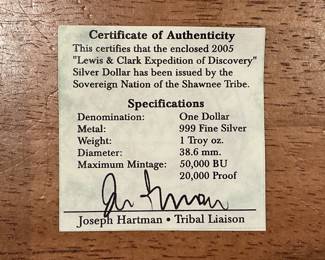 Certificate of Authenticity
This certifies that the enclosed 2005
"Lewis & Clark Expedition of Discovery"
Silver Dollar has been issued by the
Sovereign Nation of the Shawnee Tribe.
Specifications
Denomination: One Dollar
Metal: 999 Fine Silver
Weight: 1 Troy oz.
Diameter: 38.6 mm.
Maximum Mintage: 50,000 BU
20,000 Proof
Joseph Hartman • Tribal Liaison